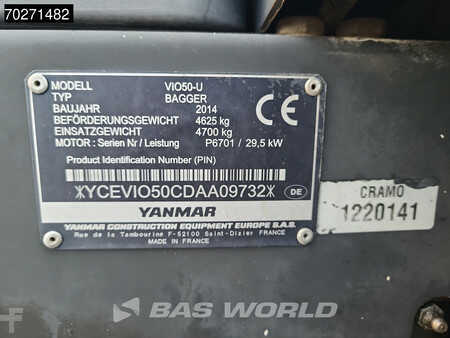 70271482
MODELL VIO50-U
TYP BAGGER
BAUJAHR 2014
BEFÖRDERUNGSGEWICHT 4625 kg
EINSATZGEWICHT 4700 kg
MOTOR : Serien Nr / Leistung P6701 / 29,5 kW
CE
Product Identification Number (PIN)
ӾYCEVIO50CDAA09732Ӿ
DE
YANMAR
YANMAR CONSTRUCTION EQUIPMENT EUROPE S.A.S.
Rue de la Tambourine F-52100 Saint-Dizier FRANCE
MADE IN FRANCE
CRAMO
1220141
BAS WORLD